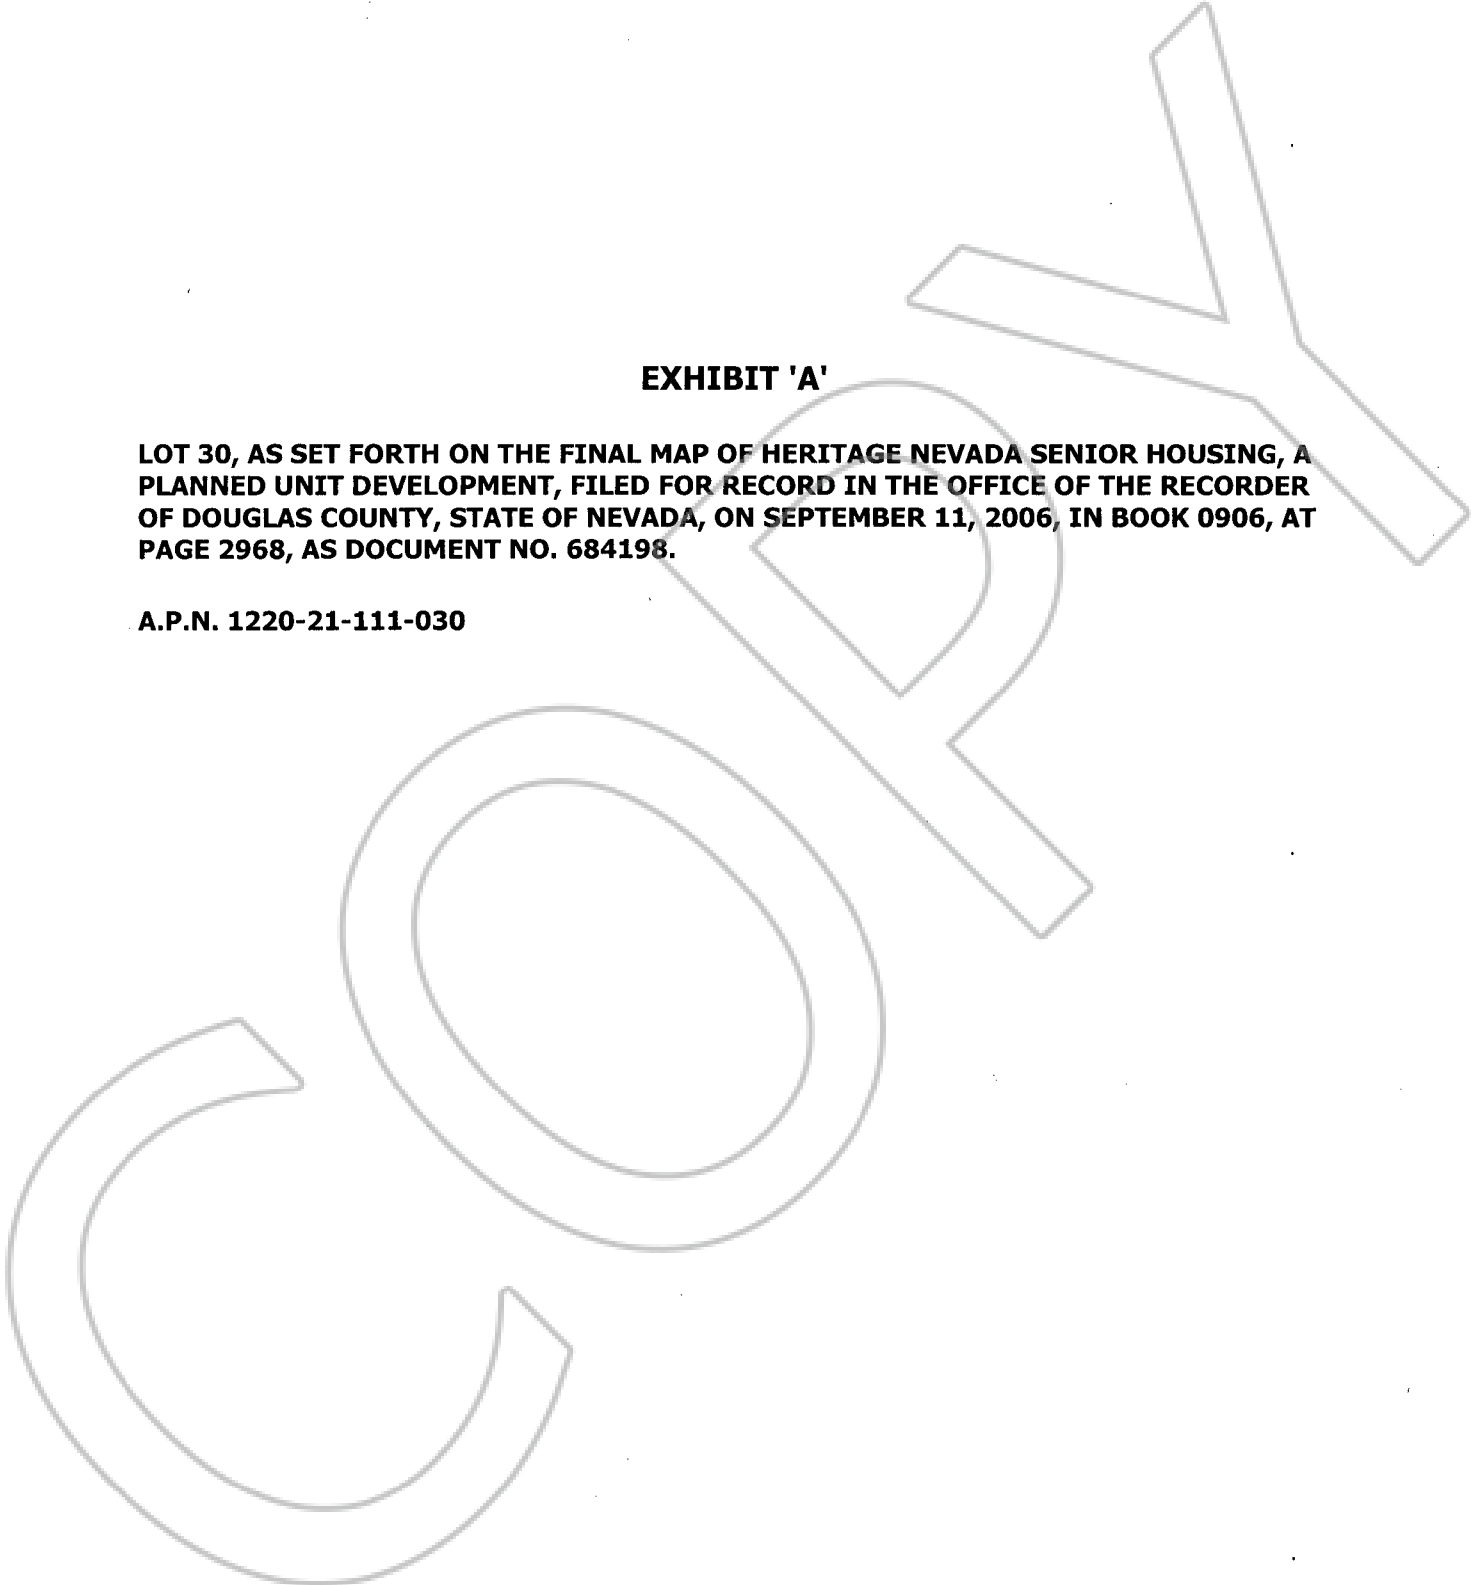 EXHIBIT 'A'
LOT 30, AS SET FORTH ON THE FINAL MAP OF HERITAGE NEVADA SENIOR HOUSING, A
PLANNED UNIT DEVELOPMENT, FILED FOR RECORD IN THE OFFICE OF THE RECORDER
OF DOUGLAS COUNTY, STATE OF NEVADA, ON SEPTEMBER 11, 2006, IN BOOK 0906, AT
PAGE 2968, AS DOCUMENT NO. 684198.
A.P.N. 1220-21-111-030
COPY